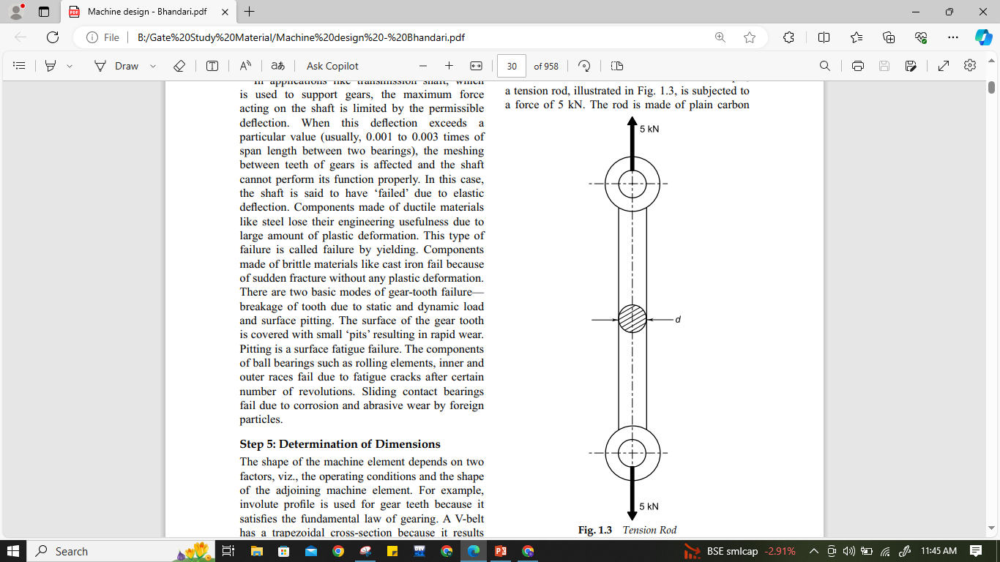 Machine design - Bhandari.pdf
File
B:/Gate%20Study%20Material/Machine%20design%20-%20Bhandari.pdf
Draw
Ask Copilot
30
of 958
In applications like transmission shaft, which
is used to support gears, the maximum force
acting on the shaft is limited by the permissible
deflection. When this deflection exceeds a
particular value (usually, 0.001 to 0.003 times of
span length between two bearings), the meshing
between teeth of gears is affected and the shaft
cannot perform its function properly. In this case,
the shaft is said to have ‘failed’ due to elastic
deflection. Components made of ductile materials
like steel lose their engineering usefulness due to
large amount of plastic deformation. This type of
failure is called failure by yielding. Components
made of brittle materials like cast iron fail because
of sudden fracture without any plastic deformation.
There are two basic modes of gear-tooth failure—
breakage of tooth due to static and dynamic load
and surface pitting. The surface of the gear tooth
is covered with small ‘pits’ resulting in rapid wear.
Pitting is a surface fatigue failure. The components
of ball bearings such as rolling elements, inner and
outer races fail due to fatigue cracks after certain
number of revolutions. Sliding contact bearings
fail due to corrosion and abrasive wear by foreign
particles.
Step 5: Determination of Dimensions
The shape of the machine element depends on two
factors, viz., the operating conditions and the shape
of the adjoining machine element. For example,
involute profile is used for gear teeth because it
satisfies the fundamental law of gearing. A V-belt
has a trapezoidal cross-section because it results
a tension rod, illustrated in Fig. 1.3, is subjected to
a force of 5 kN. The rod is made of plain carbon
5 kN
d
5 kN
Fig. 1.3 Tension Rod
Search
BSE smlcap -2.91%
11:45 AM